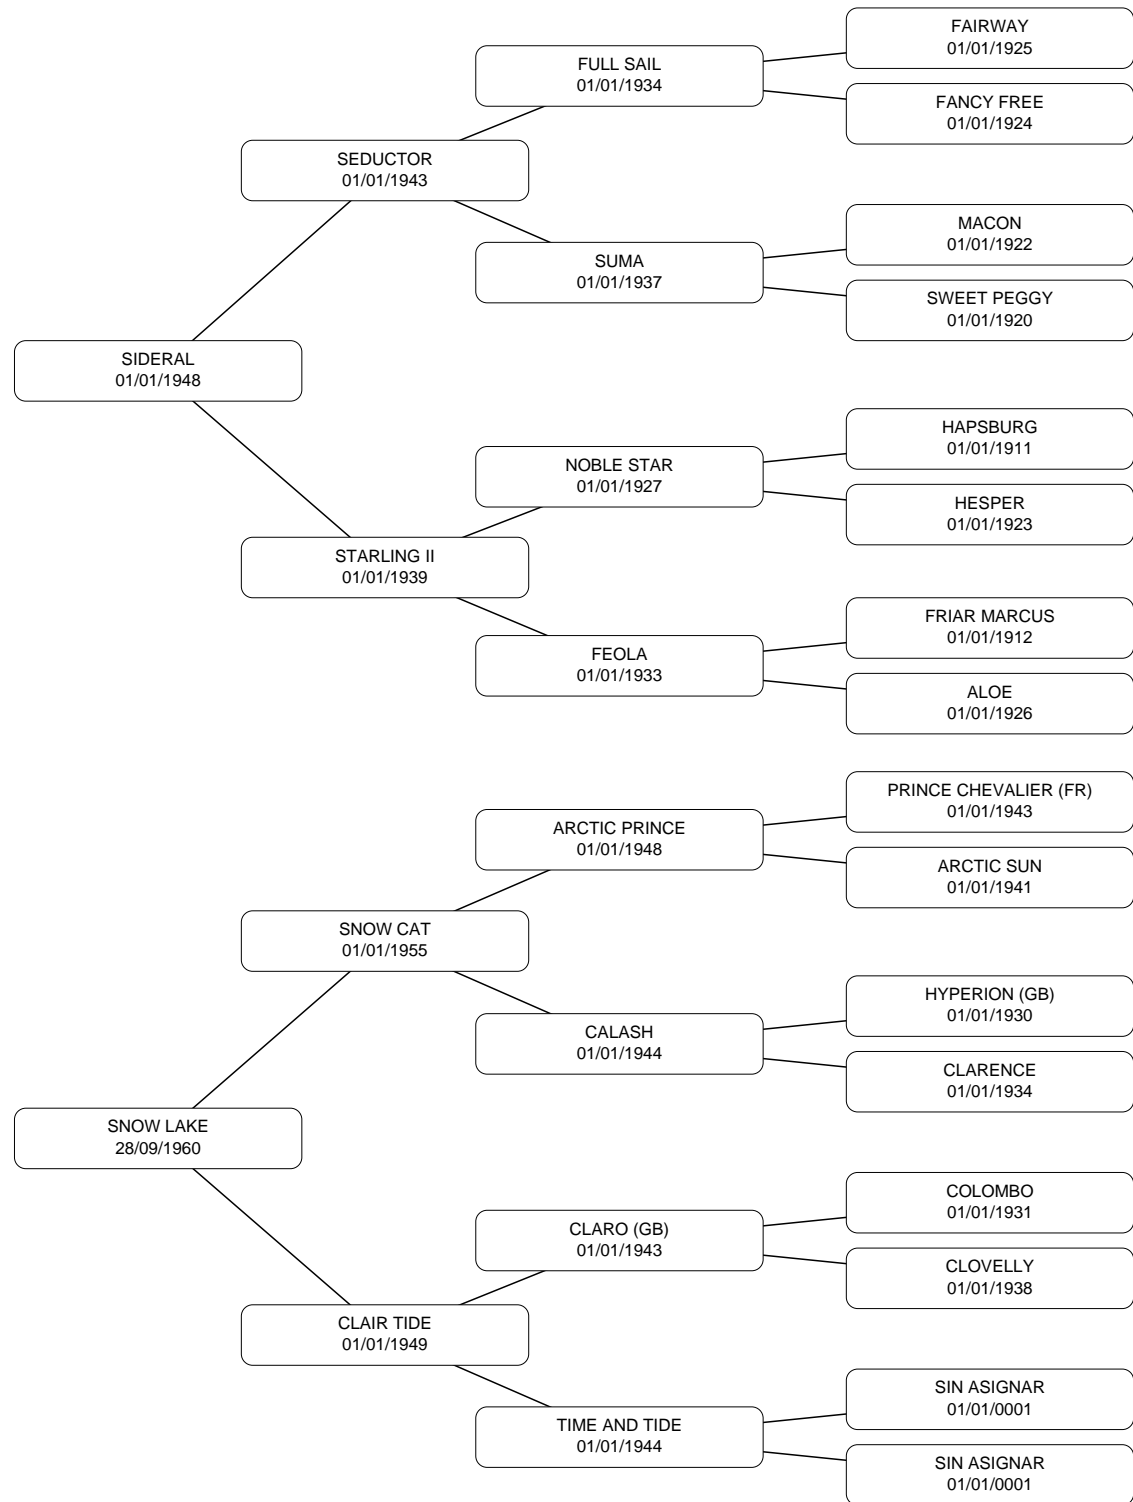 FAIRWAY
01/01/1925
FULL SAIL
01/01/1934
FANCY FREE
01/01/1924
SEDUCTOR
01/01/1943
MACON
01/01/1922
SUMA
01/01/1937
SWEET PEGGY
01/01/1920
SIDERAL
01/01/1948
HAPSBURG
01/01/1911
NOBLE STAR
01/01/1927
HESPER
01/01/1923
STARLING II
01/01/1939
FRIAR MARCUS
01/01/1912
FEOLA
01/01/1933
ALOE
01/01/1926
PRINCE CHEVALIER (FR)
01/01/1943
ARCTIC PRINCE
01/01/1948
ARCTIC SUN
01/01/1941
SNOW CAT
01/01/1955
HYPERION (GB)
01/01/1930
CALASH
01/01/1944
CLARENCE
01/01/1934
SNOW LAKE
28/09/1960
COLOMBO
01/01/1931
CLARO (GB)
01/01/1943
CLOVELLY
01/01/1938
CLAIR TIDE
01/01/1949
SIN ASIGNAR
01/01/0001
TIME AND TIDE
01/01/1944
SIN ASIGNAR
01/01/0001